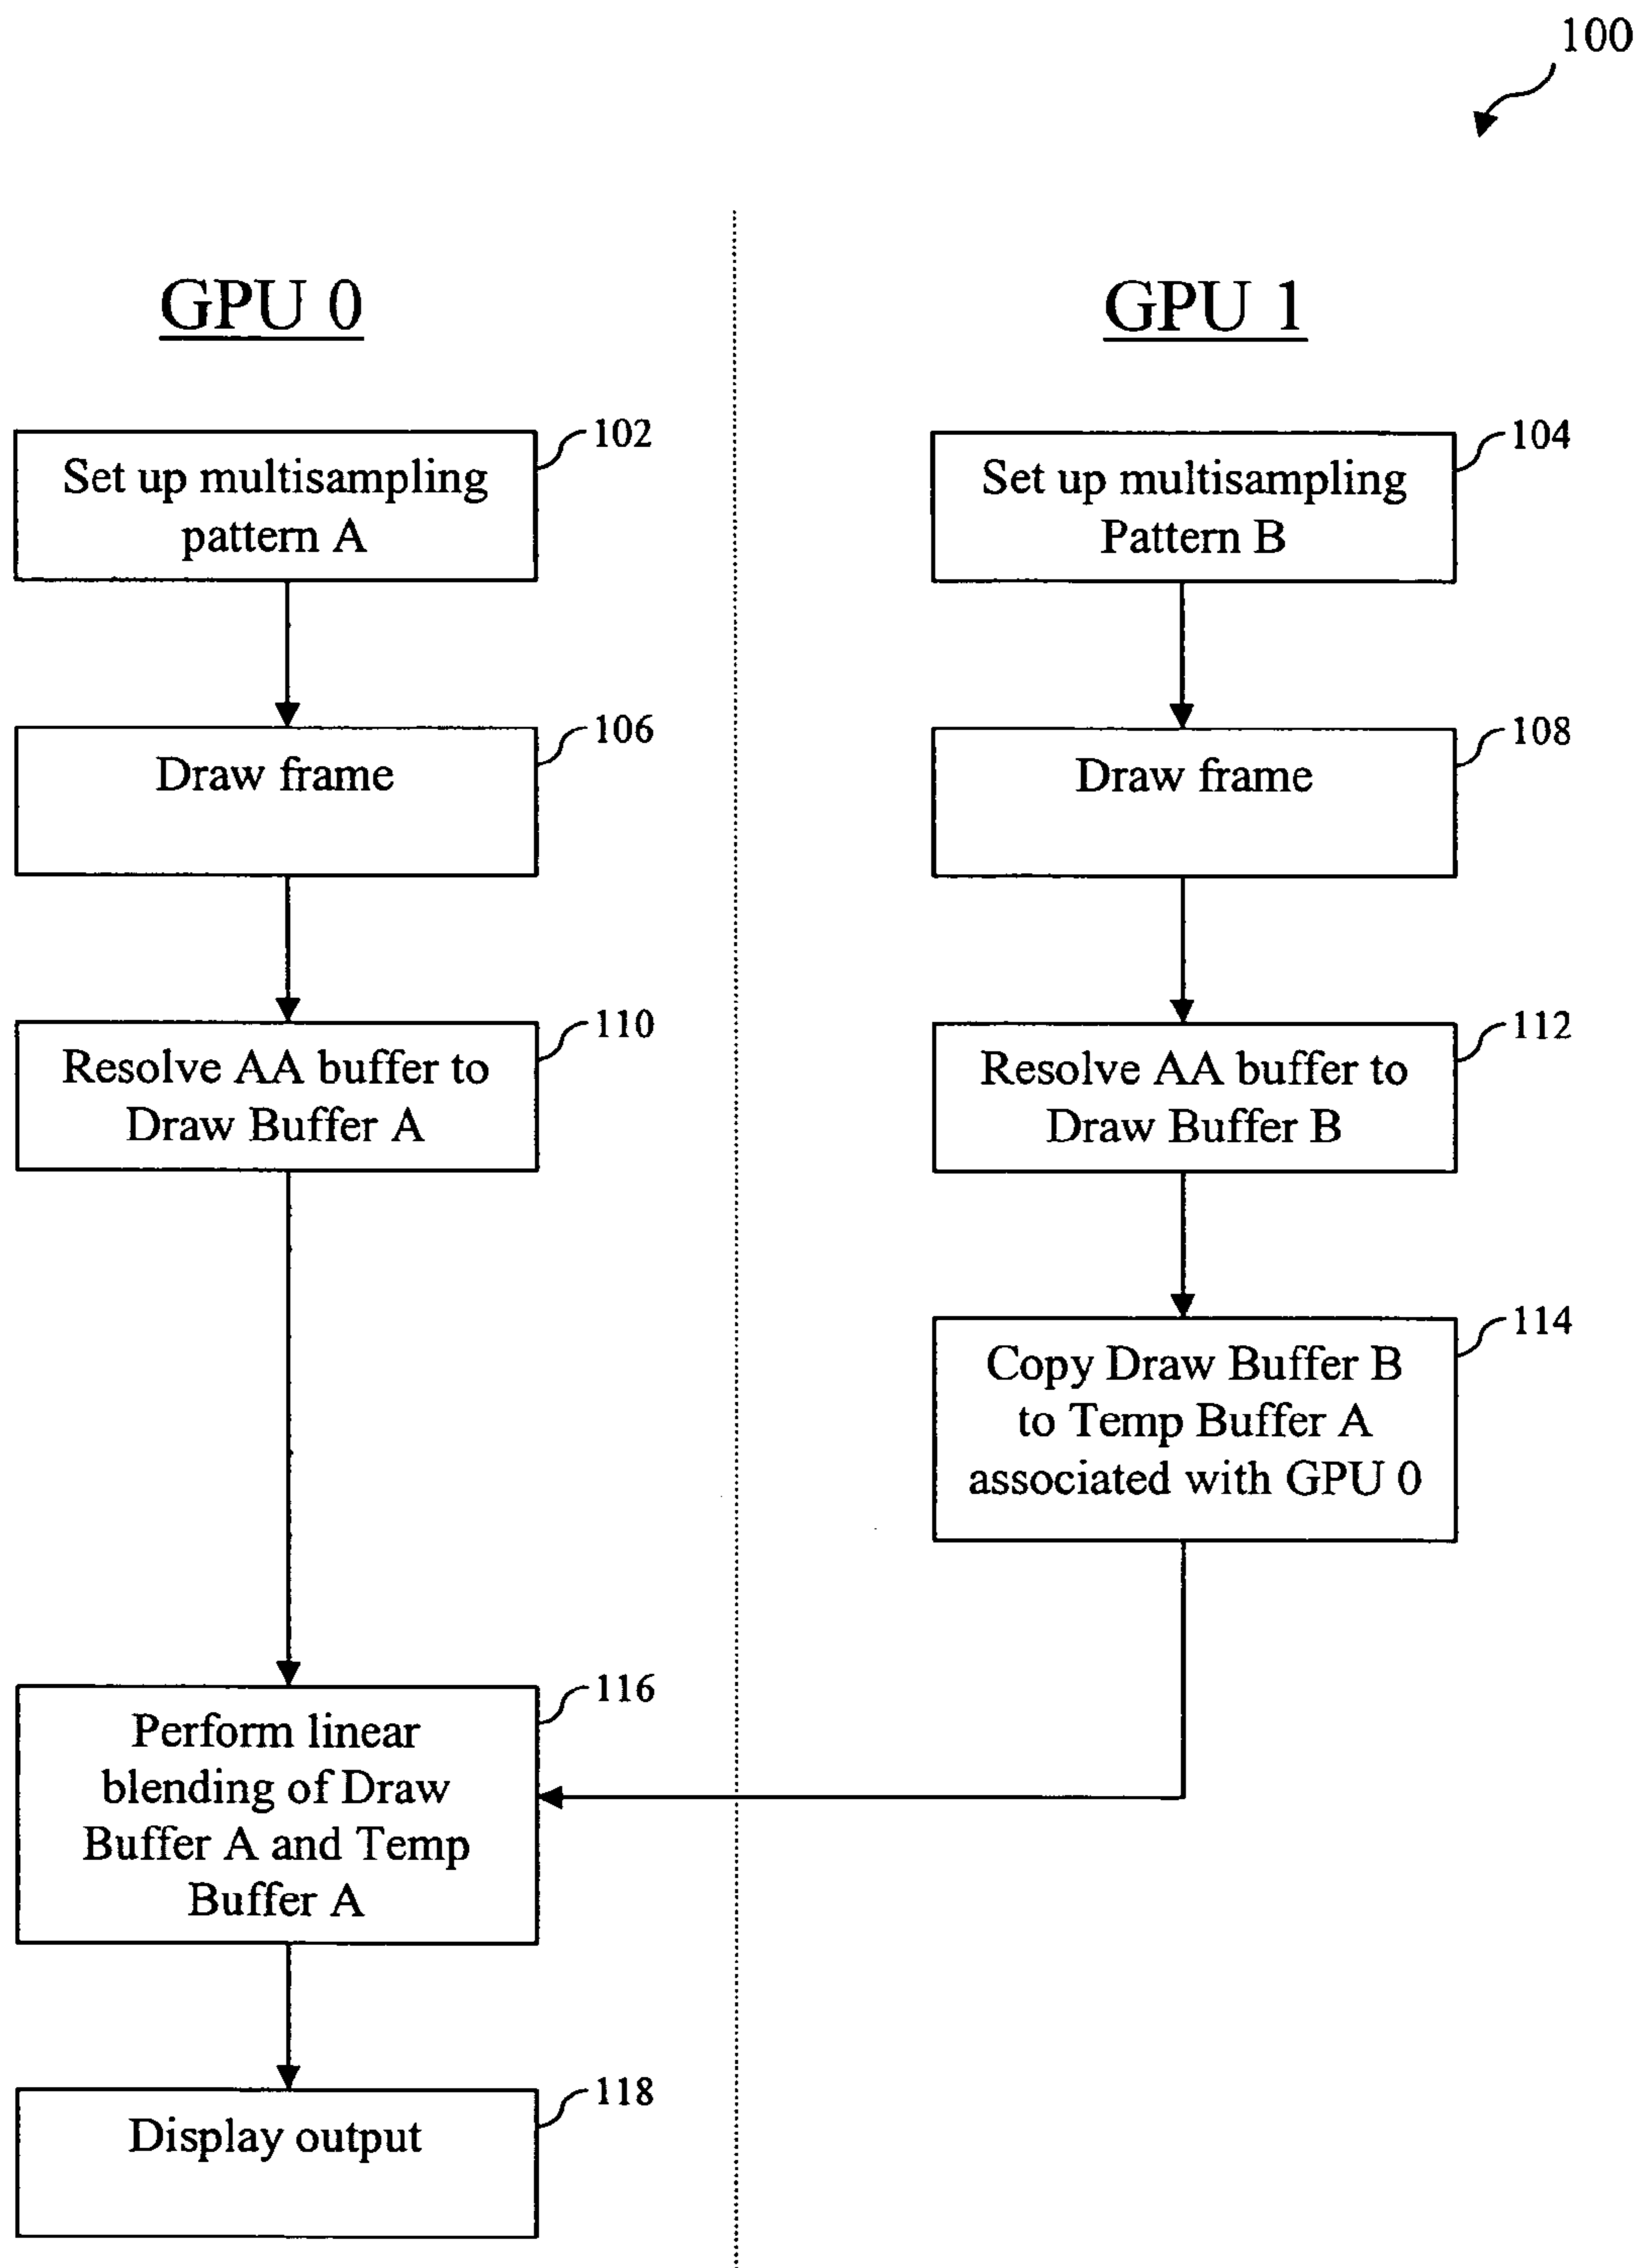 100
GPU 0
GPU 1
102
Set up multisampling
pattern A
104
Set up multisampling
Pattern B
106
Draw frame
108
Draw frame
110
Resolve AA buffer to
Draw Buffer A
112
Resolve AA buffer to
Draw Buffer B
114
Copy Draw Buffer B
to Temp Buffer A
associated with GPU 0
116
Perform linear
blending of Draw
Buffer A and Temp
Buffer A
118
Display output